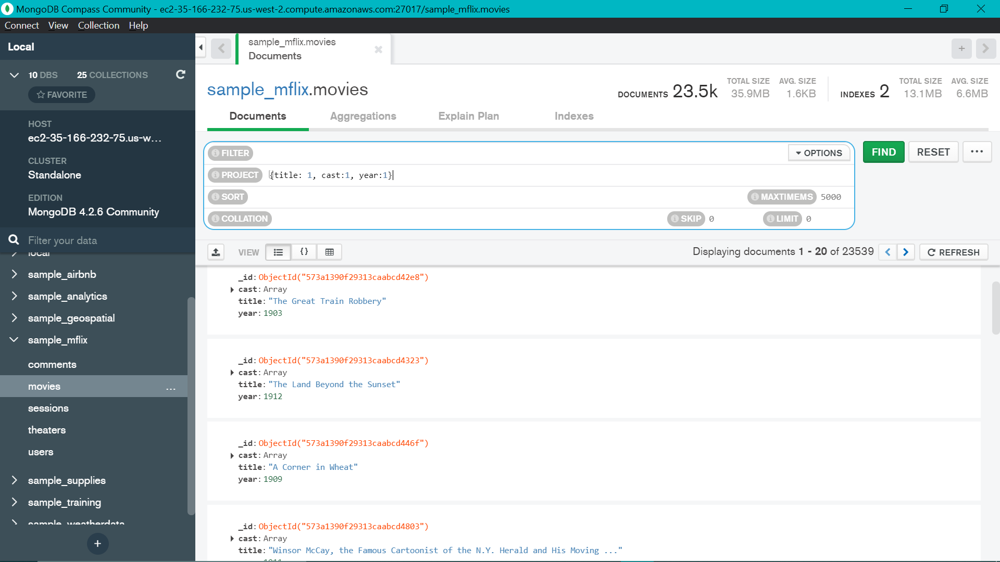 MongoDB Compass Community - ec2-35-166-232-75.us-west-2.compute.amazonaws.com:27017/sample_mflix.movies
Connect View Collection Help
Local
10 DBS 25 COLLECTIONS
FAVORITE
HOST
ec2-35-166-232-75.us-w...
CLUSTER
Standalone
EDITION
MongoDB 4.2.6 Community
Filter your data
local
sample_airbnb
sample_analytics
sample_geospatial
sample_mflix
comments
movies ...
sessions
theaters
users
sample_supplies
sample_training
sample_weatherdata
+
sample_mflix.movies
Documents
sample_mflix.movies
DOCUMENTS 23.5k TOTAL SIZE 35.9MB AVG. SIZE 1.6KB INDEXES 2 TOTAL SIZE 13.1MB AVG. SIZE 6.6MB
Documents Aggregations Explain Plan Indexes
FILTER OPTIONS FIND RESET ...
PROJECT {title: 1, cast:1, year:1}
SORT MAXTIMEMS 5000
COLLATION SKIP 0 LIMIT 0
VIEW {} Displaying documents 1 - 20 of 23539 REFRESH
_id: ObjectId("573a1390f29313caabcd42e8")
cast: Array
title: "The Great Train Robbery"
year: 1903
_id: ObjectId("573a1390f29313caabcd4323")
cast: Array
title: "The Land Beyond the Sunset"
year: 1912
_id: ObjectId("573a1390f29313caabcd446f")
cast: Array
title: "A Corner in Wheat"
year: 1909
_id: ObjectId("573a1390f29313caabcd4803")
cast: Array
title: "Winsor McCay, the Famous Cartoonist of the N.Y. Herald and His Moving ..."